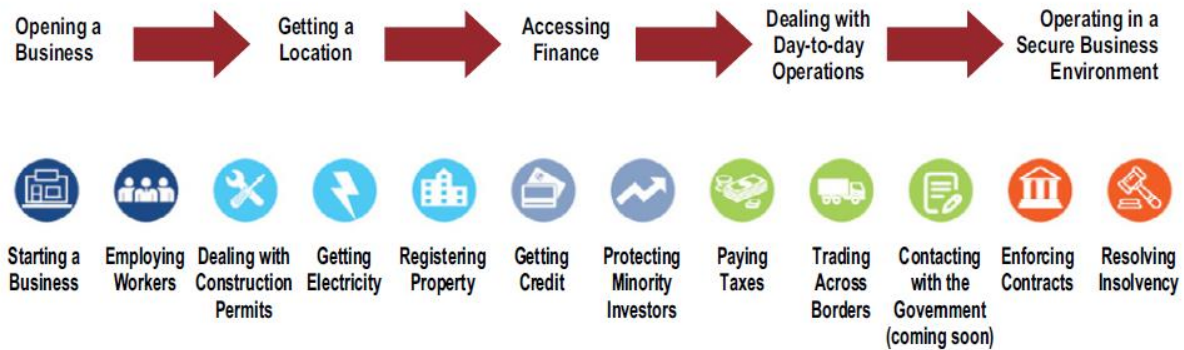 Opening a
Business
Getting a
Location
Accessing
Finance
Dealing with
Day-to-day
Operations
Operating in a
Secure Business
Environment
Starting a
Business
Employing
Workers
Dealing with
Construction
Permits
Getting
Electricity
Registering
Property
Getting
Credit
Protecting
Minority
Investors
Paying
Taxes
Trading
Across
Borders
Contacting
with the
Government
(coming soon)
Enforcing
Contracts
Resolving
Insolvency